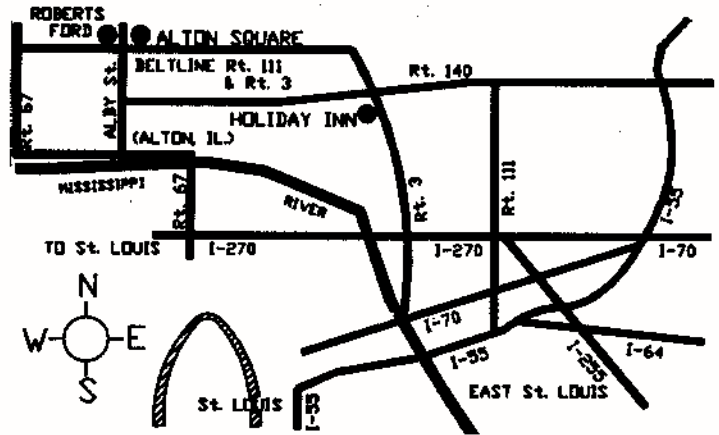 ROBERTS
FORD
ALTON SQUARE
BELTLINE Rt. 111
& Rt. 3
Rt. 140
Rt. 67
ALBY St.
HOLIDAY INN
(ALTON, IL.)
MISSISSIPPI
RIVER
Rt. 67
Rt. 3
Rt. 111
I-55
TO St. LOUIS
I-270
I-270
I-70
N
W
E
S
I-70
I-55
I-255
I-64
EAST St. LOUIS
St. LOUIS
I-55